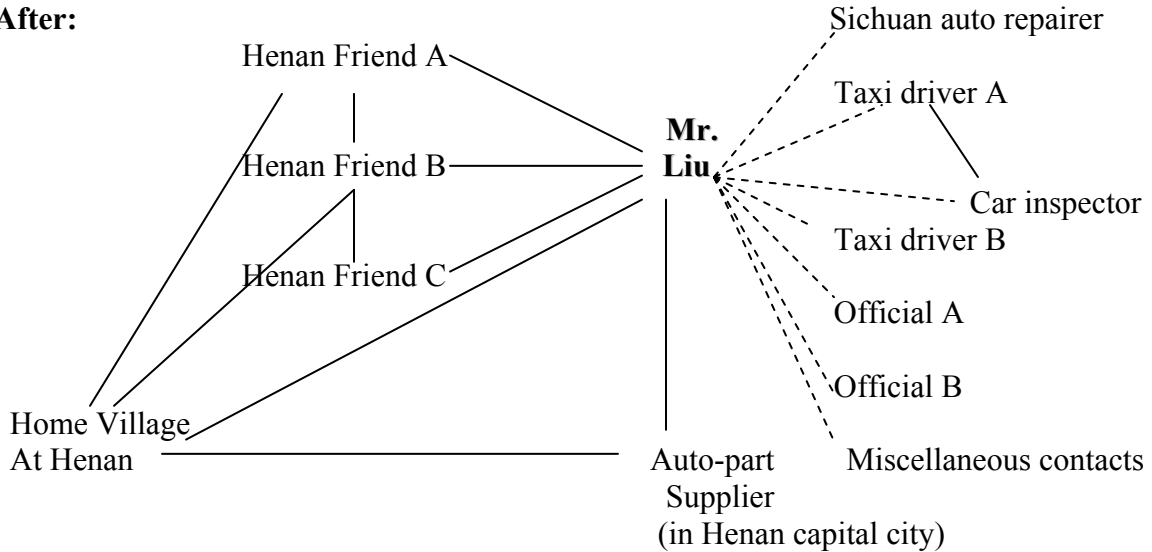 After:
Sichuan auto repairer
Henan Friend A
Taxi driver A
Mr.
Liu
Henan Friend B
Car inspector
Taxi driver B
Henan Friend C
Official A
Official B
Home Village
At Henan
Auto-part
Supplier
(in Henan capital city)
Miscellaneous contacts